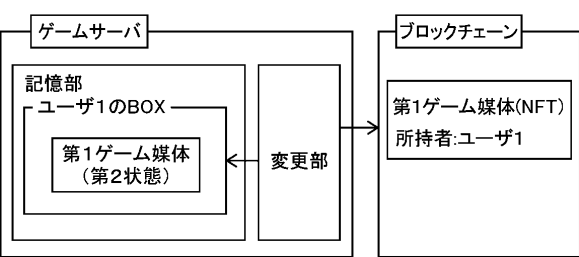 ゲームサーバ
記憶部
ユーザ1のBOX
第1ゲーム媒体
(第2状態)
変更部
ブロックチェーン
第1ゲーム媒体(NFT)
所持者:ユーザ1